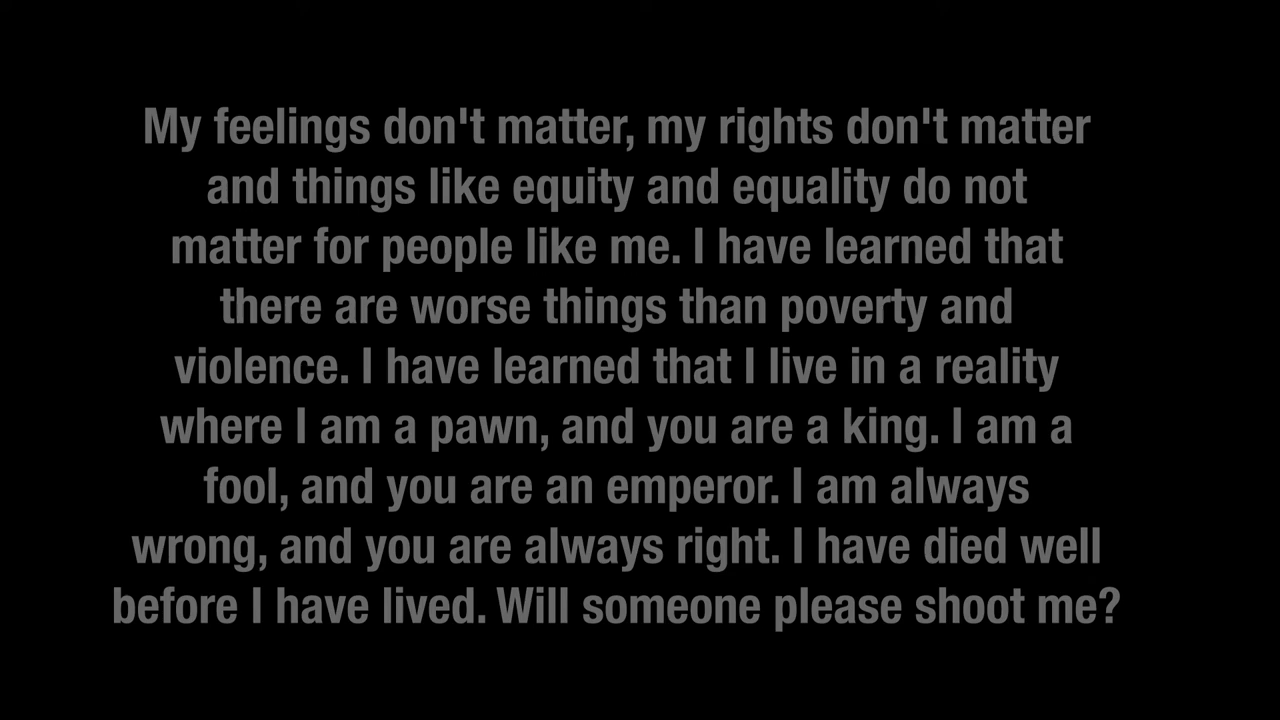 My feelings don't matter, my rights don't matter
and things like equity and equality do not
matter for people like me. I have learned that
there are worse things than poverty and
violence. I have learned that I live in a reality
where I am a pawn, and you are a king. I am a
fool, and you are an emperor. I am always
wrong, and you are always right. I have died well
before I have lived. Will someone please shoot me?